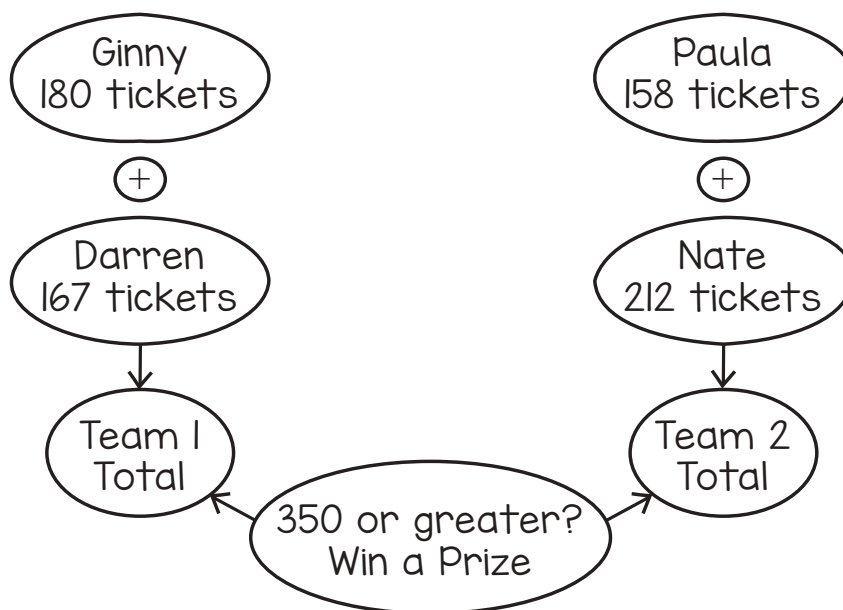 Ginny
180 tickets
+
Darren
167 tickets
Team 1
Total
Paula
158 tickets
+
Nate
212 tickets
Team 2
Total
350 or greater?
Win a Prize